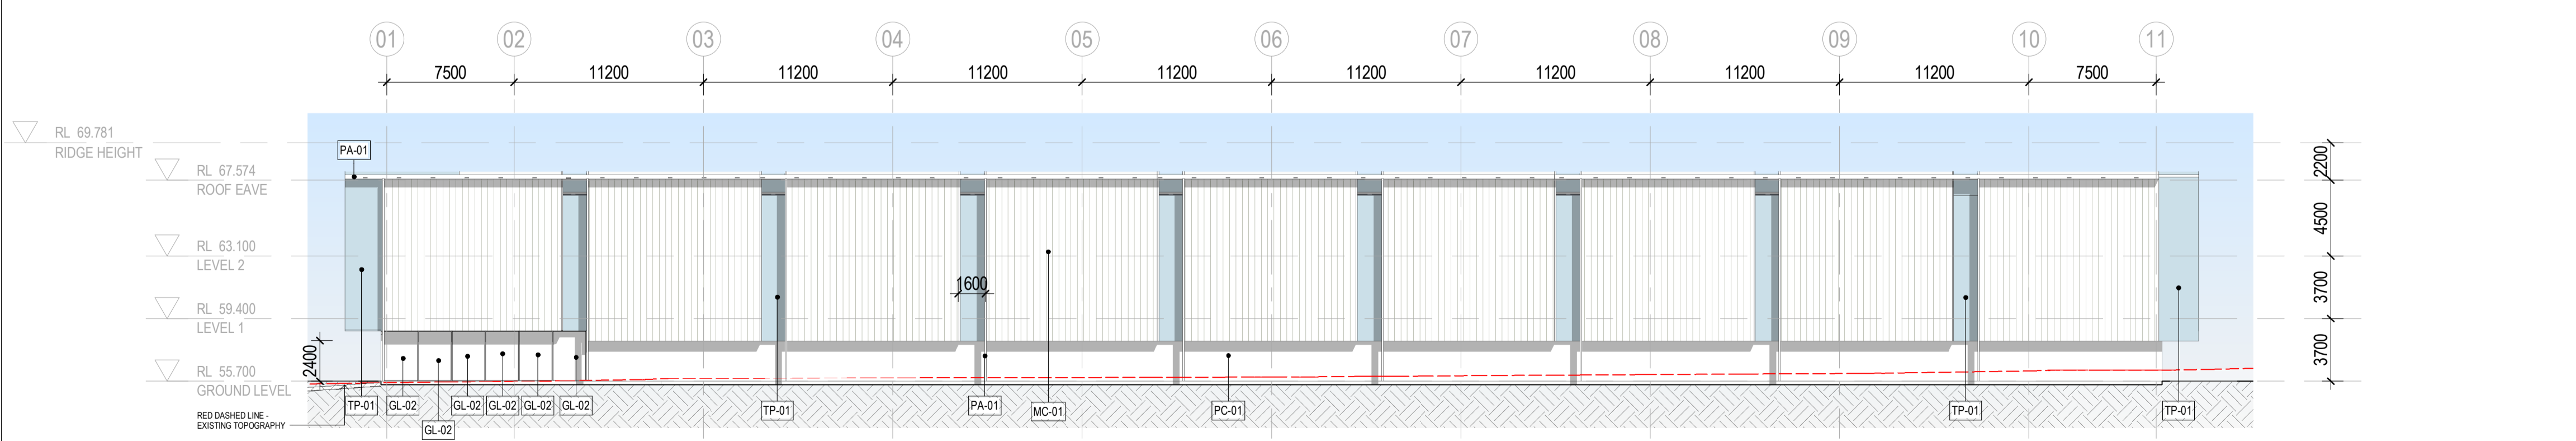 01 02 03 04 05 06 07 08 09 10 11
7500 11200 11200 11200 11200 11200 11200 11200 11200 7500
RL 69.781
RIDGE HEIGHT
PA-01
2200
RL 67.574
ROOF EAVE
4500
RL 63.100
LEVEL 2
1600
3700
RL 59.400
LEVEL 1
2400
3700
RL 55.700
GROUND LEVEL
TP-01 GL-02 GL-02 GL-02 GL-02 GL-02 TP-01 PA-01 MC-01 PC-01 TP-01 TP-01
RED DASHED LINE -
EXISTING TOPOGRAPHY
GL-02